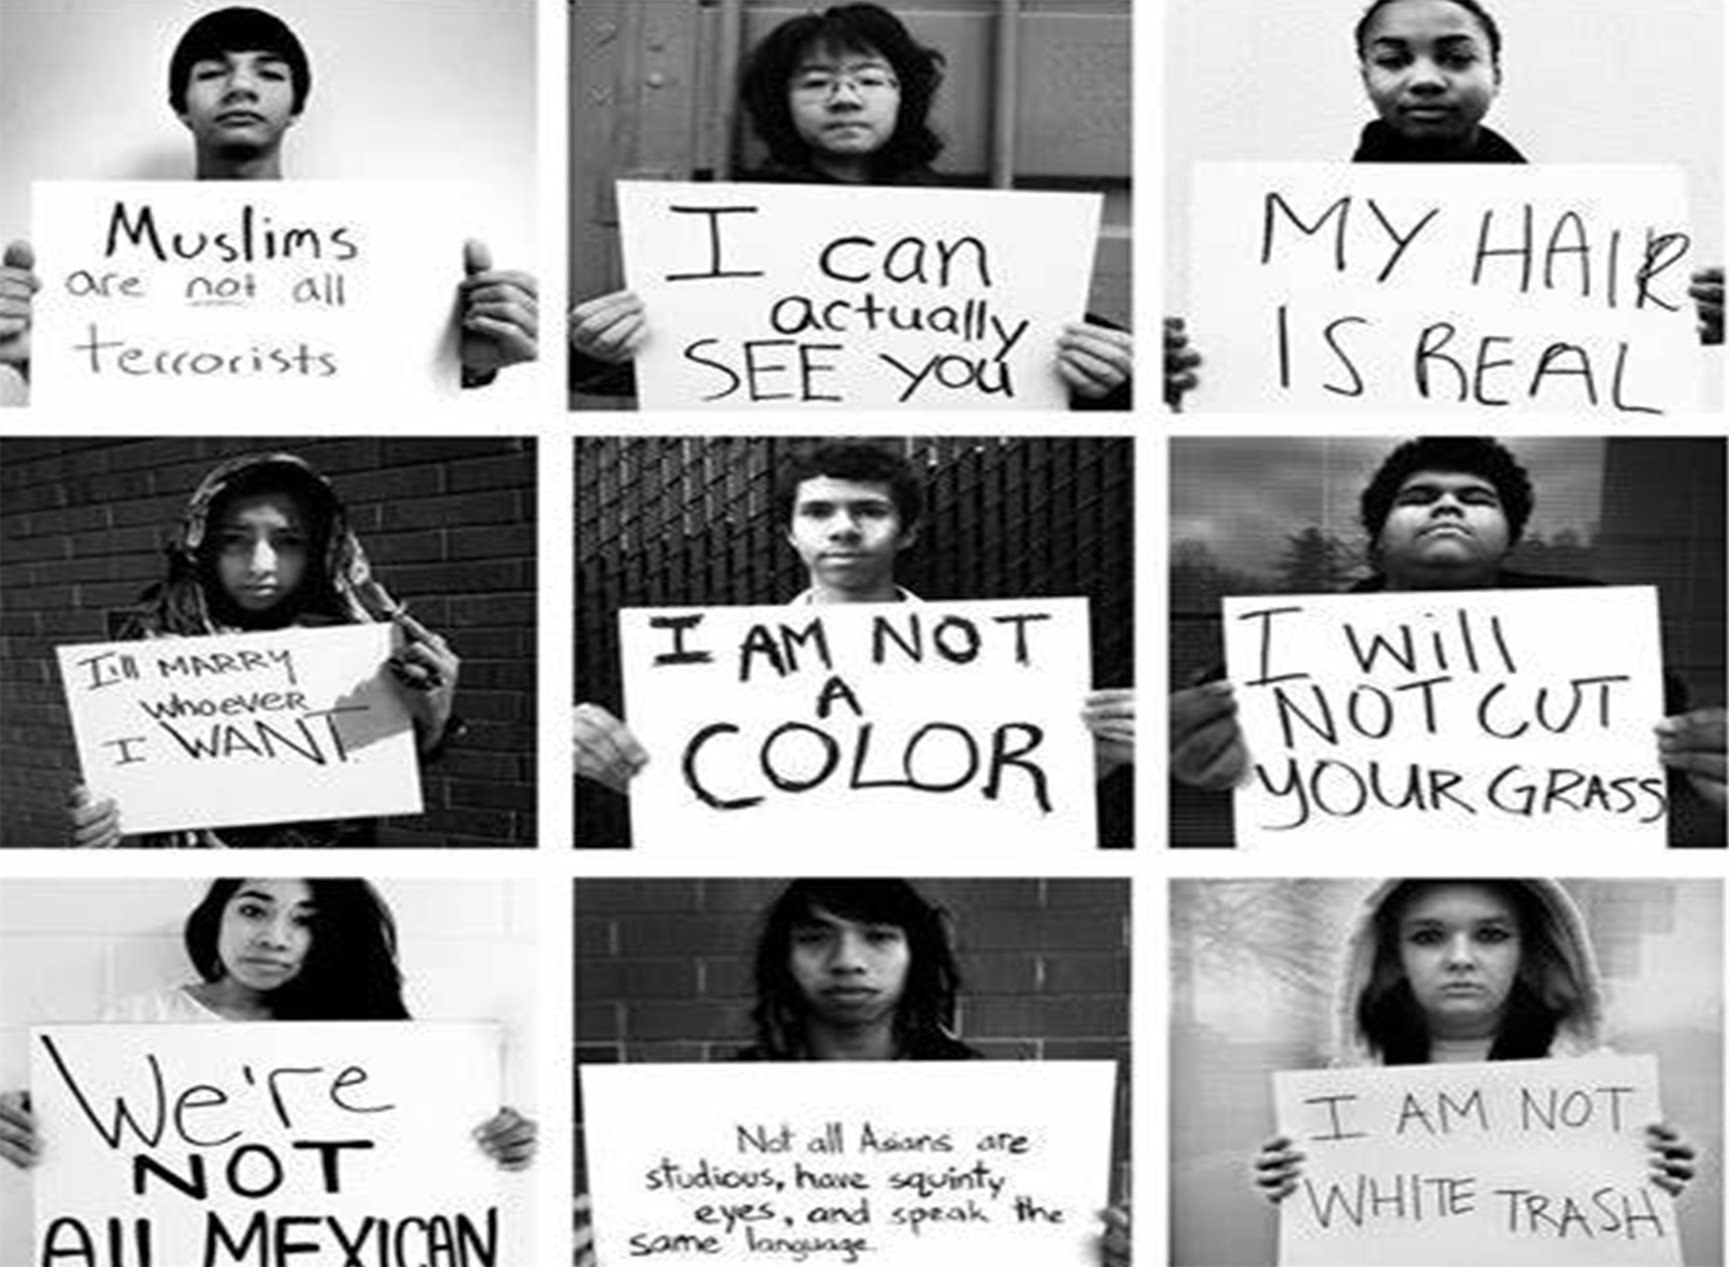 Muslims
are not all
terrorists
I can
actually
SEE you
MY HAIR
IS REAL
I'll MARRY
whoever
I WANT
I AM NOT
A
COLOR
I Will
NOT CUT
YOUR GRASS
We're
NOT
All MEXICAN
Not all Asians are
studious, have squinty
eyes, and speak the
same language.
I AM NOT
WHITE TRASH